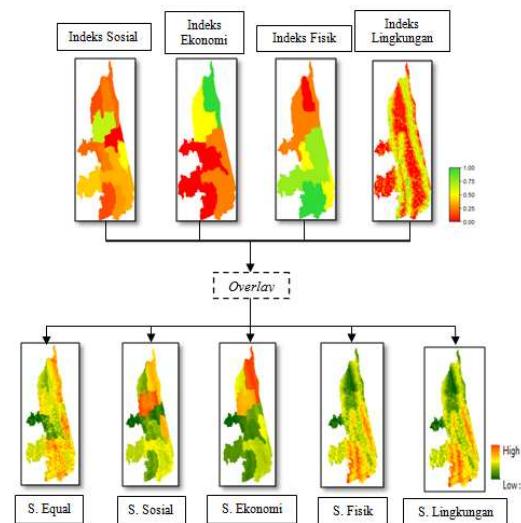 Indeks Sosial
Indeks
Ekonomi
Indeks Fisik
Indeks
Lingkungan
1.00
0.75
0.50
0.25
0.00
Overlay
High
Low :
S. Equal
S. Sosial
S. Ekonomi
S. Fisik
S. Lingkungan